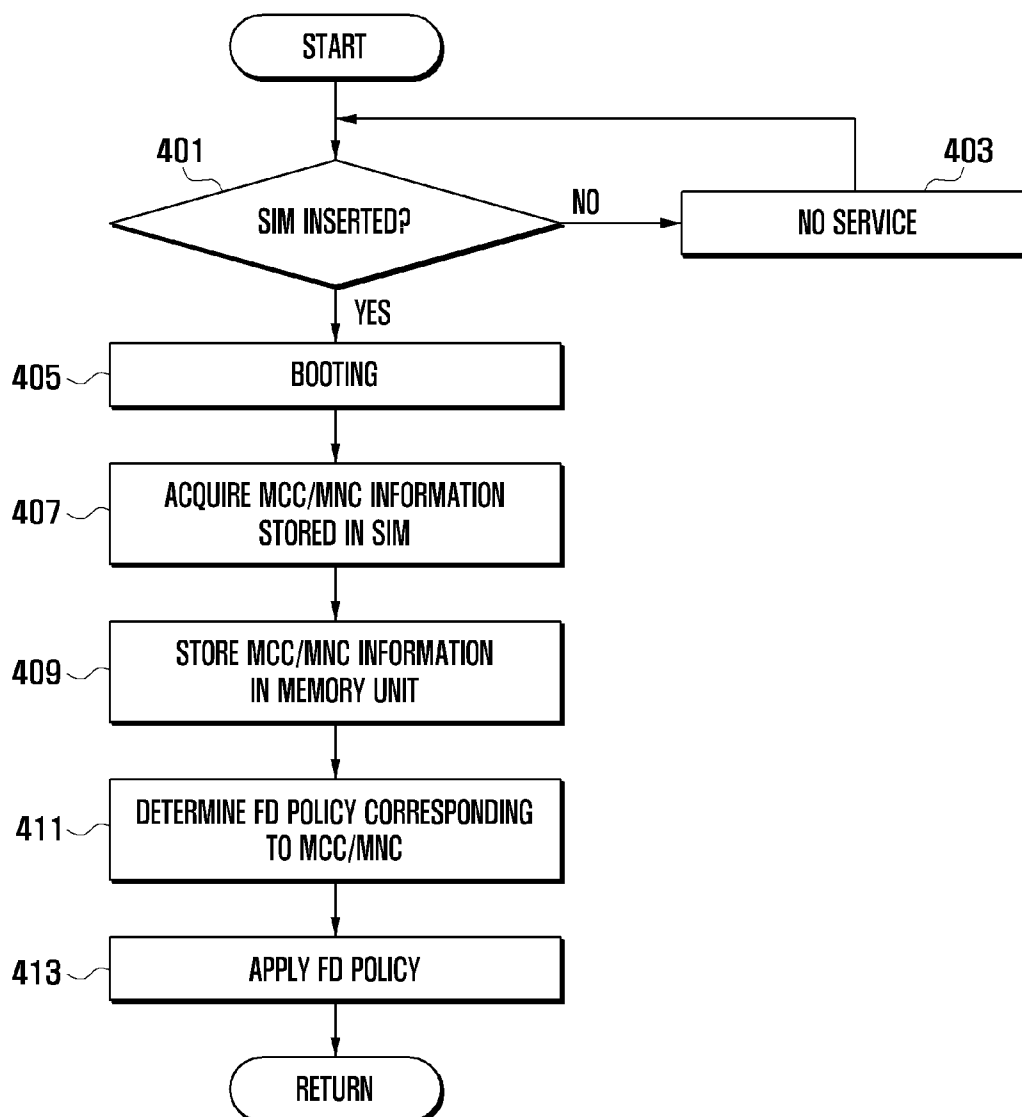 START
401
403
SIM INSERTED?
NO
NO SERVICE
YES
405
BOOTING
407
ACQUIRE MCC/MNC INFORMATION
STORED IN SIM
409
STORE MCC/MNC INFORMATION
IN MEMORY UNIT
411
DETERMINE FD POLICY CORRESPONDING
TO MCC/MNC
413
APPLY FD POLICY
RETURN